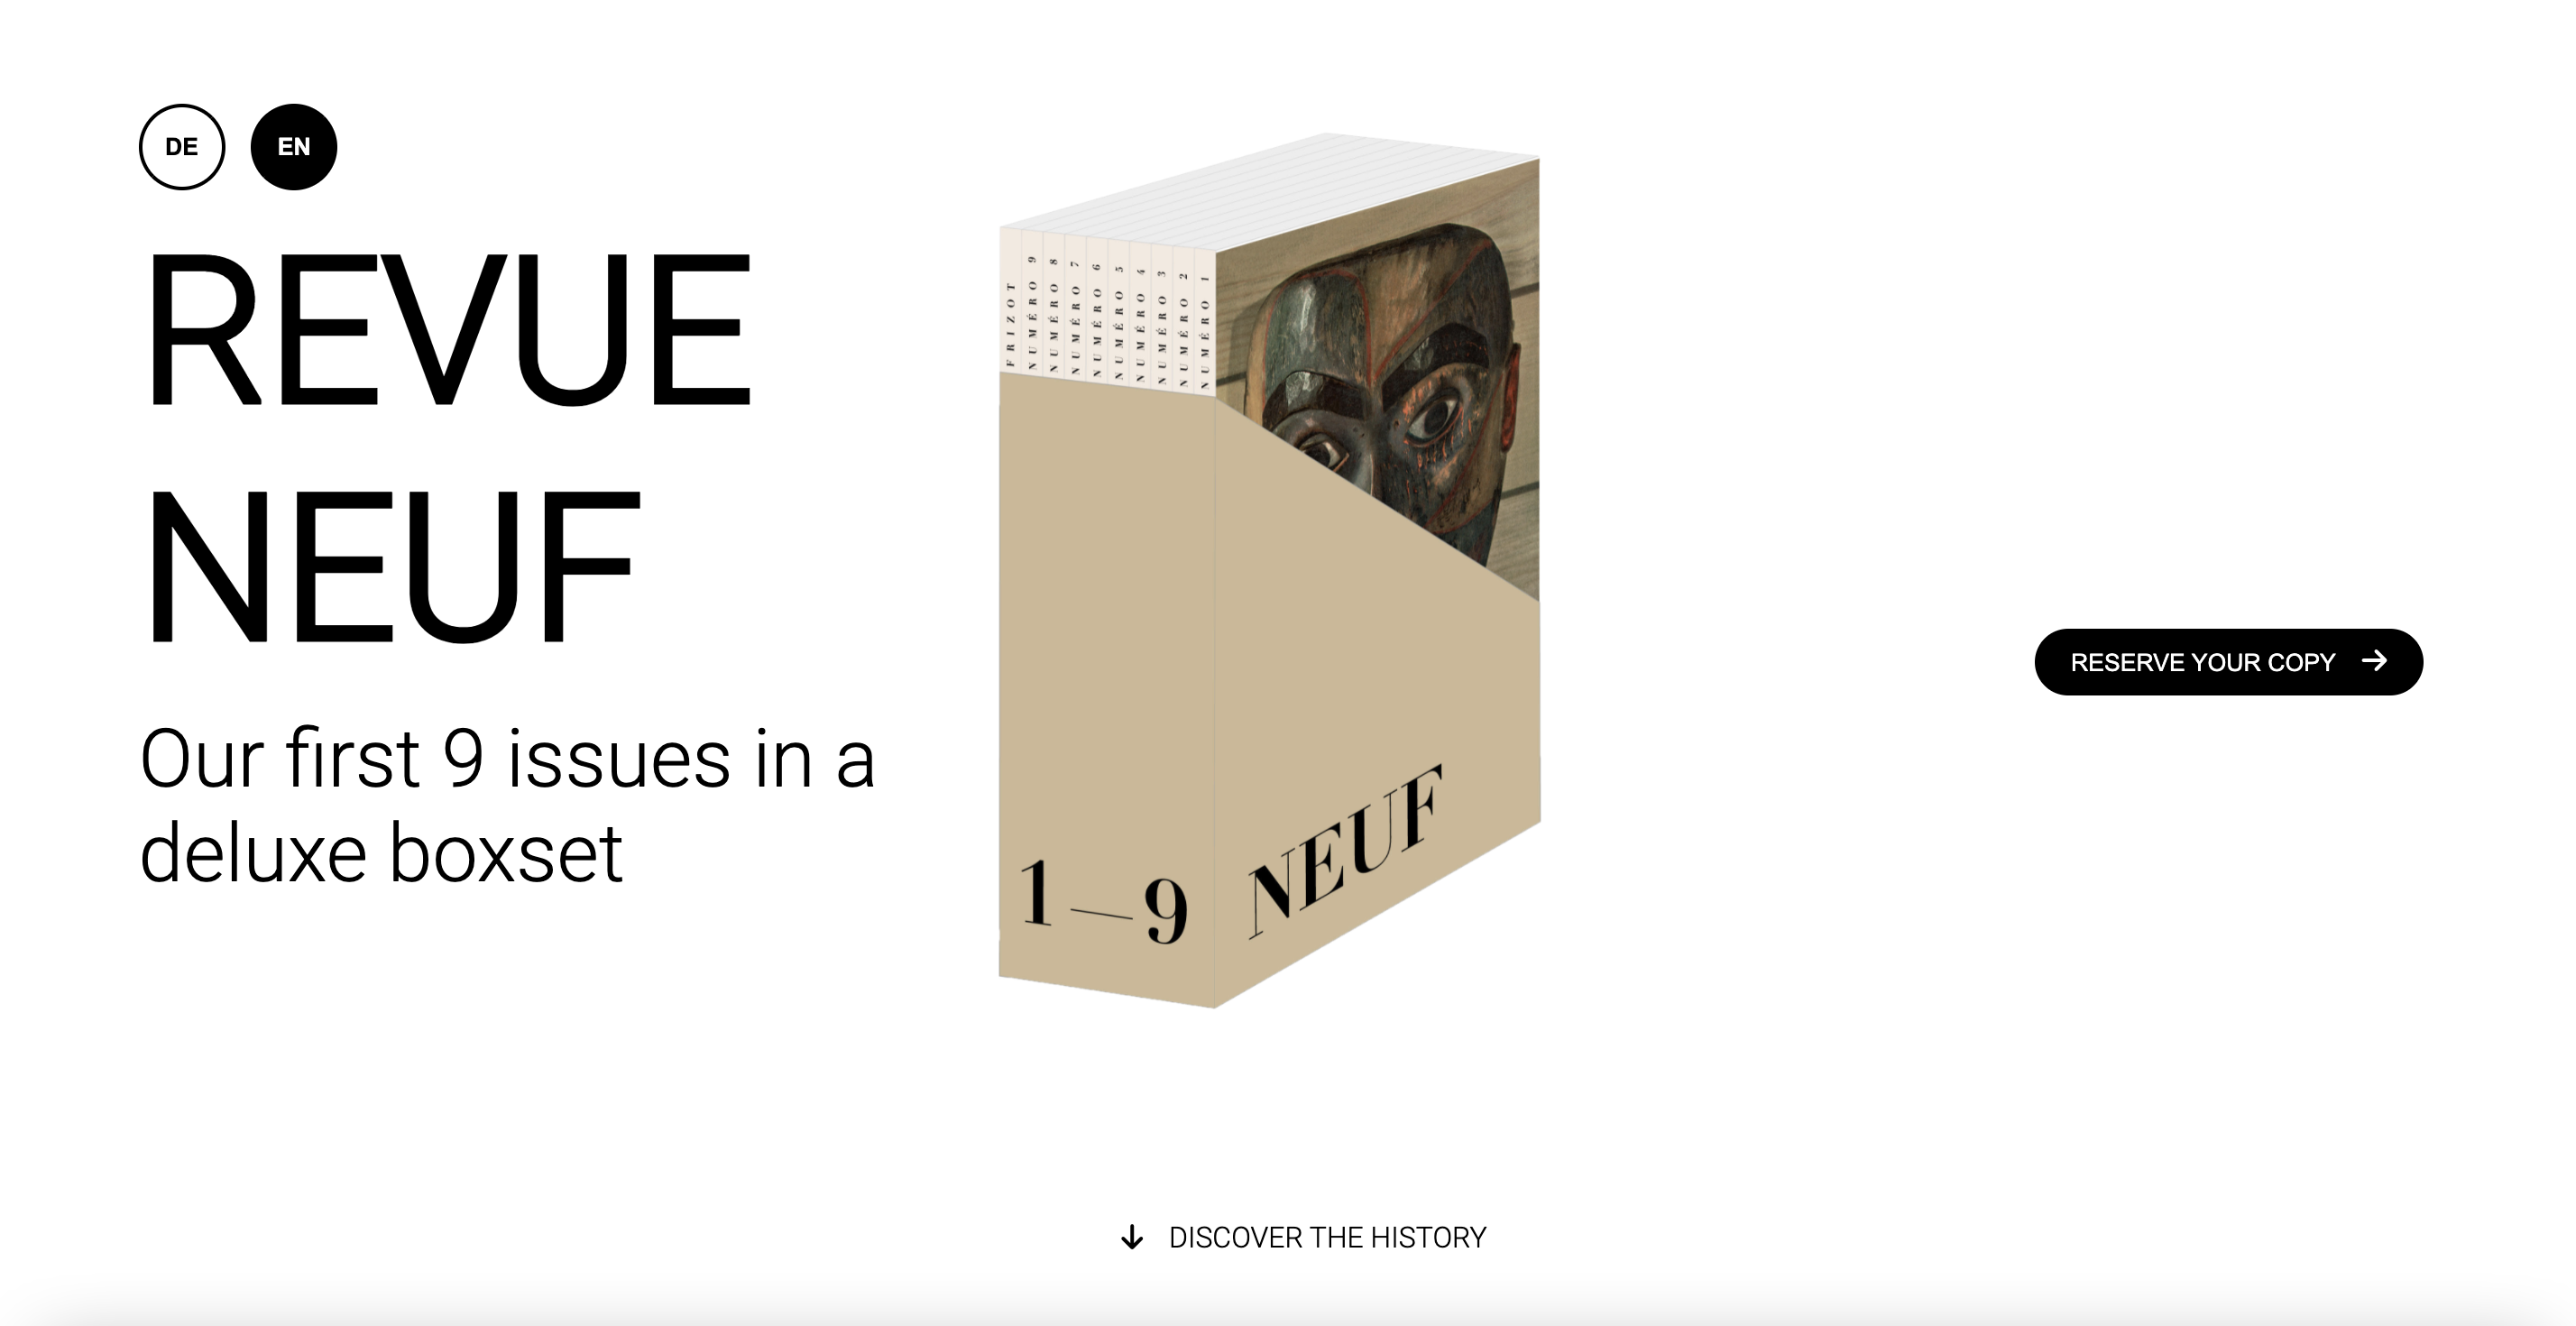 DE
EN
REVUE
NEUF
Our first 9 issues in a
deluxe boxset
FRIZOT
NUMÉRO 9
NUMÉRO 8
NUMÉRO 7
NUMÉRO 6
NUMÉRO 5
NUMÉRO 4
NUMÉRO 3
NUMÉRO 2
NUMÉRO 1
1—9
NEUF
RESERVE YOUR COPY
DISCOVER THE HISTORY